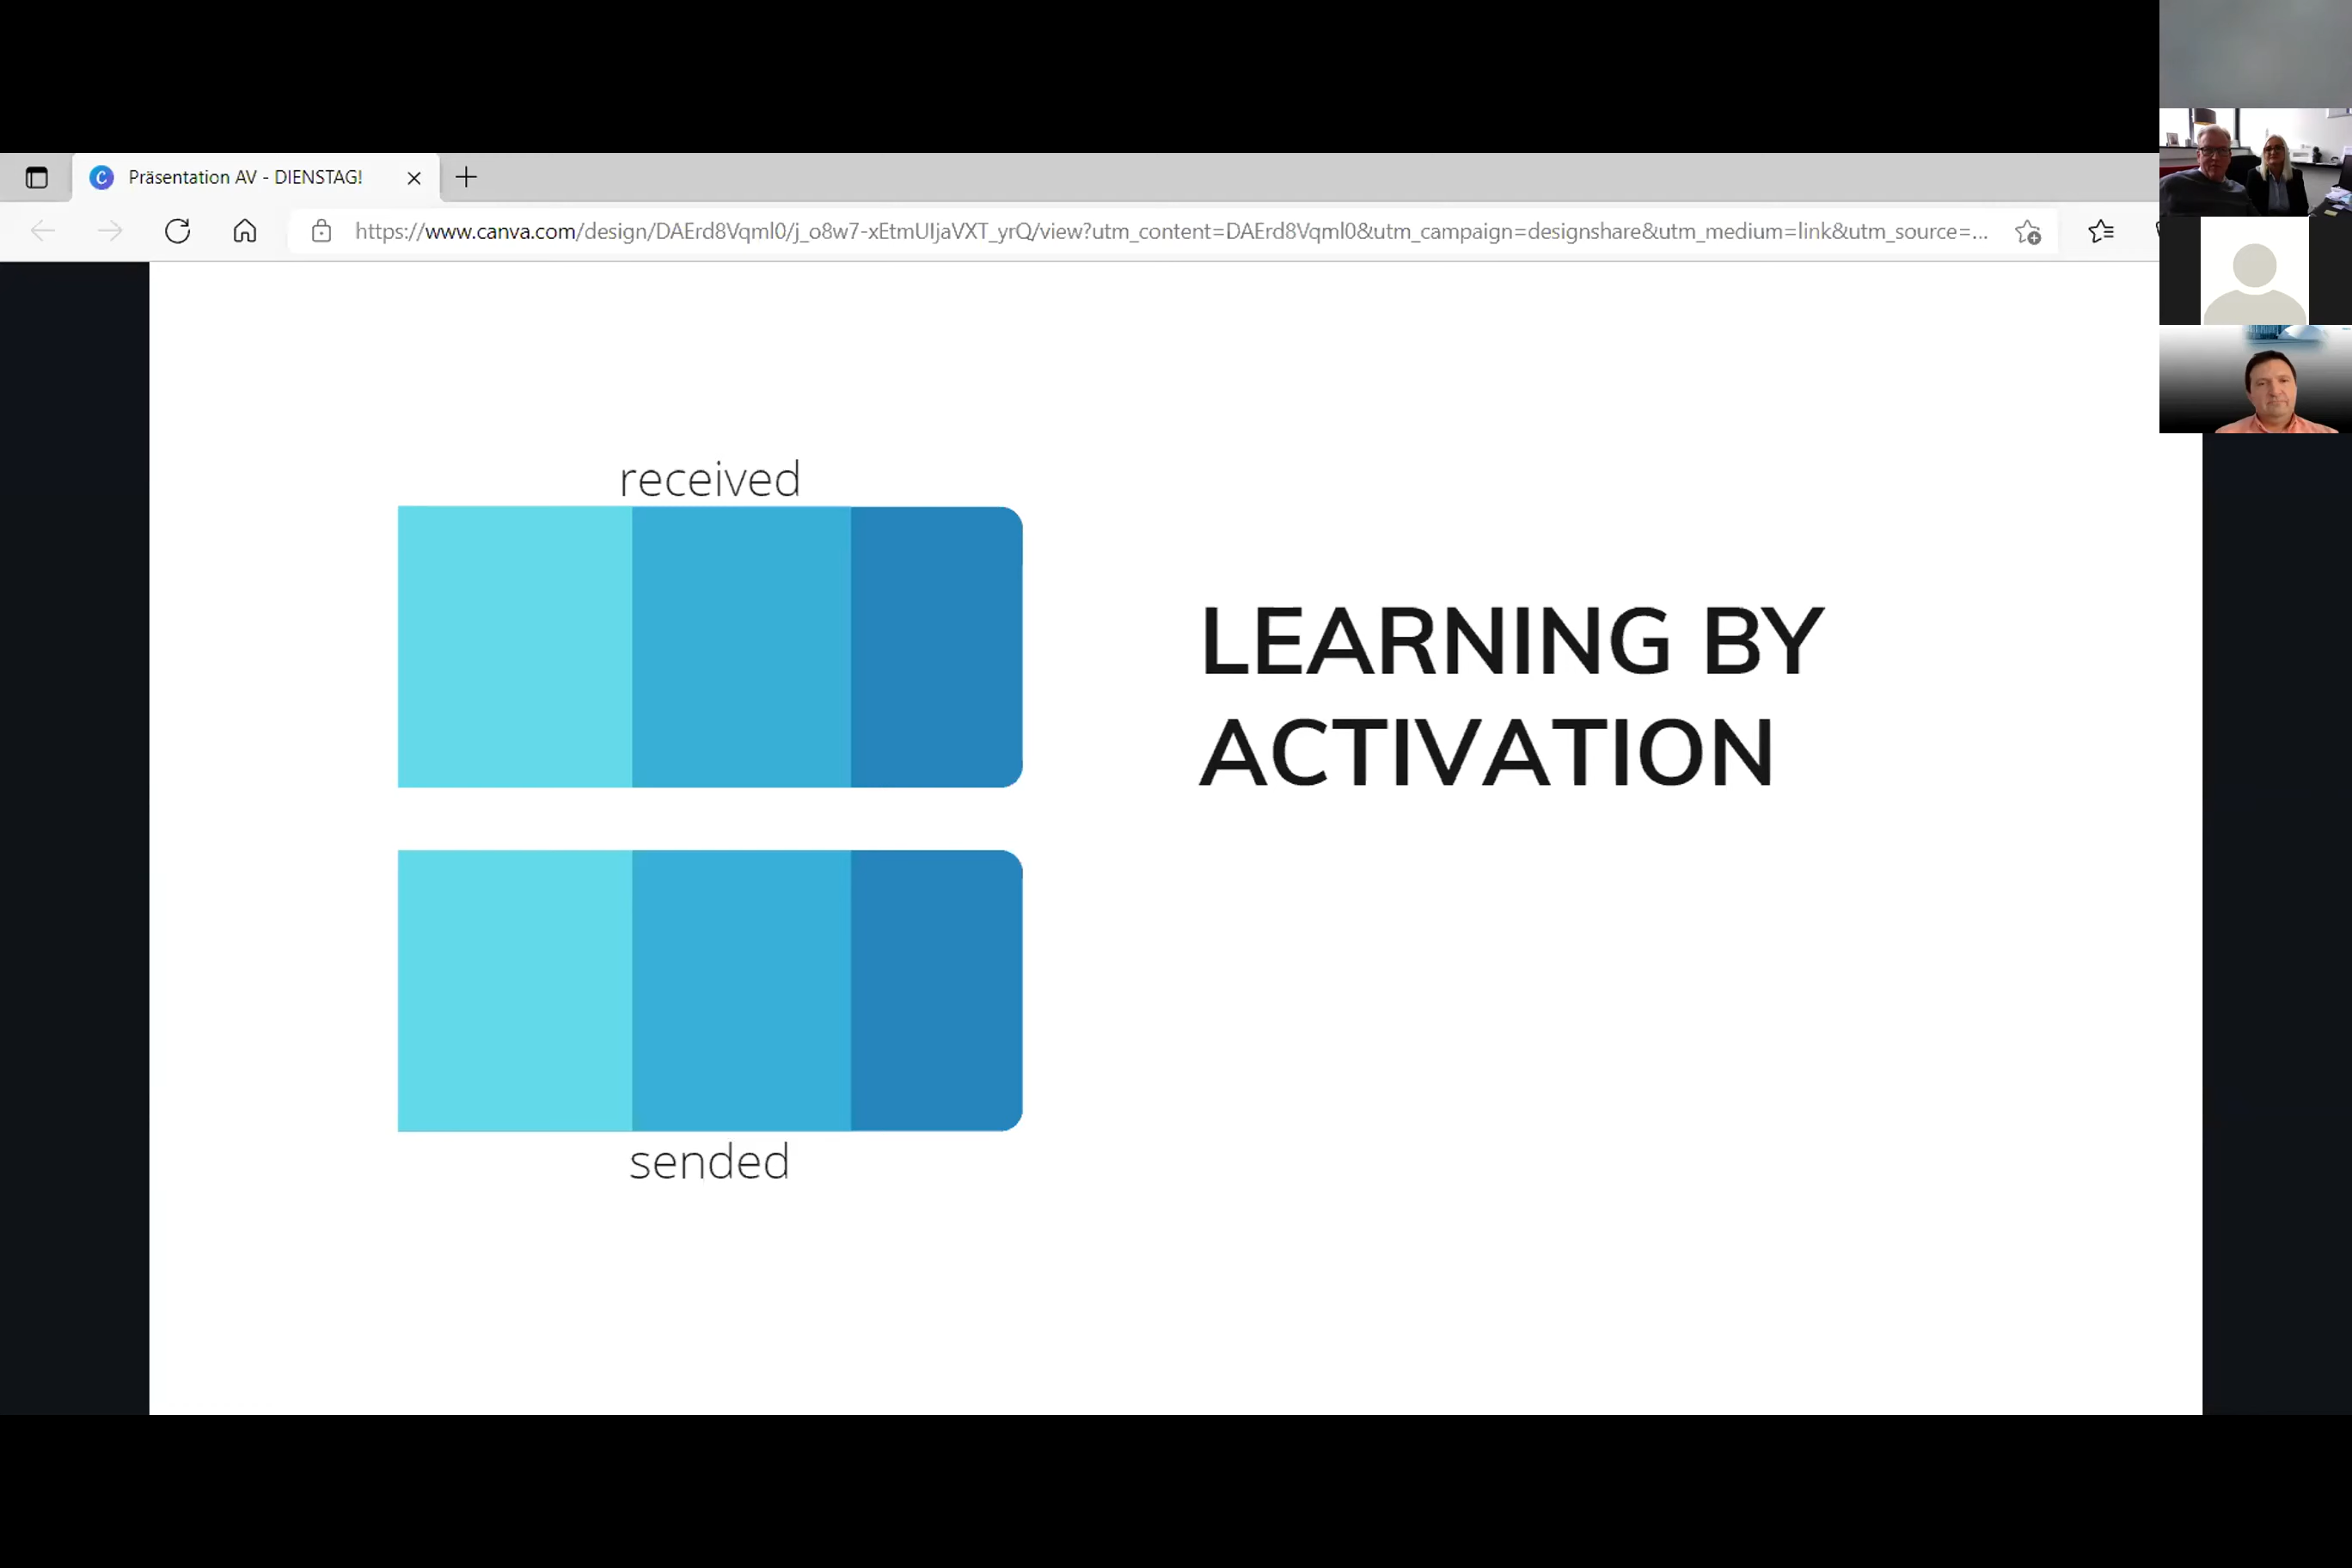 Präsentation AV - DIENSTAG!
https://www.canva.com/design/DAErd8Vqml0/j_o8w7-xEtmUIjaVXT_yrQ/view?utm_content=DAErd8Vqml0&utm_campaign=designshare&utm_medium=link&utm_source=...
received
LEARNING BY
ACTIVATION
sended